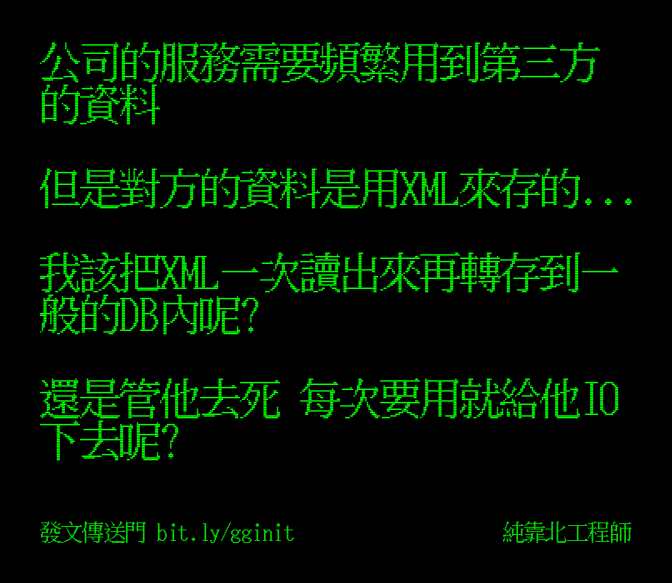 公司的服務需要頻繁用到第三方
的資料
但是對方的資料是用XML來存的...
我該把XML一次讀出來再轉存到一
般的DB內呢?
還是管他去死 每次要用就給他IO
下去呢?
發文傳送門 bit.ly/gginit
純靠北工程師